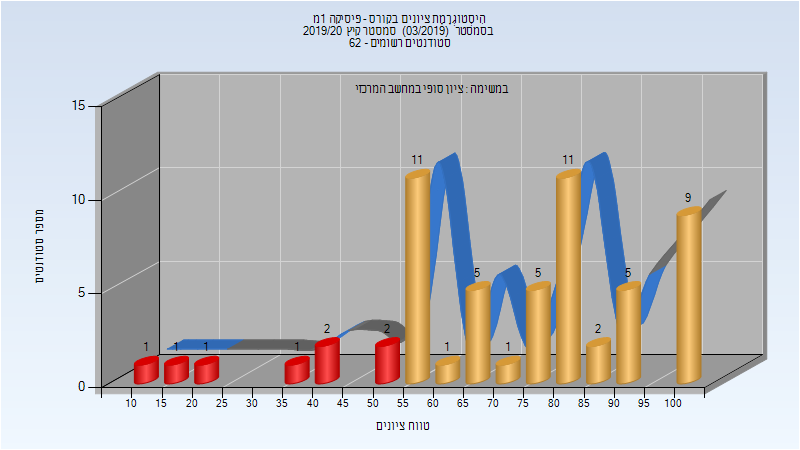 היסטוגרמת ציונים בקורס - פיסיקה 1מ
בסמסטר (03/2019) סמסטר קיץ 2019/20
סטודנטים רשומים - 62
במשימה : ציון סופי במחשב המרכזי
15
10
5
0
מספר סטודנטים
1 1 1 1 2 2 11 1 5 1 5 11 2 5 9
10 15 20 25 30 35 40 45 50 55 60 65 70 75 80 85 90 95 100
טווח ציונים